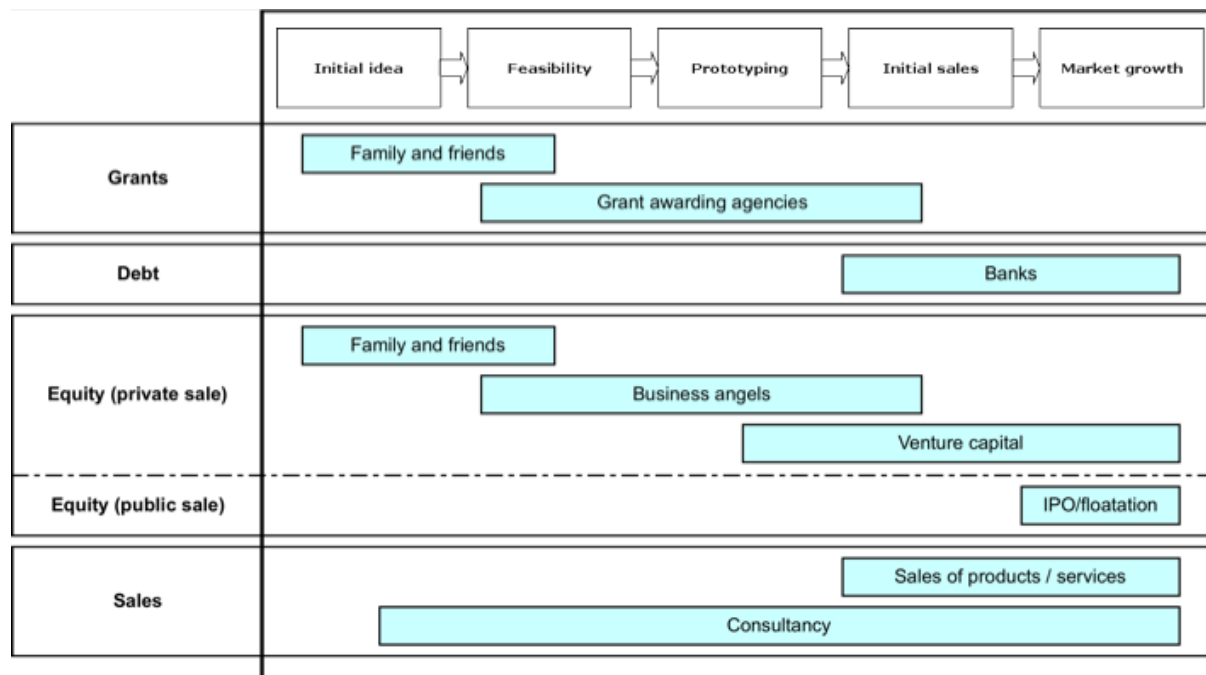 Initial idea
Feasibility
Prototyping
Initial sales
Market growth
Grants
Family and friends
Grant awarding agencies
Debt
Banks
Equity (private sale)
Family and friends
Business angels
Venture capital
Equity (public sale)
IPO/floatation
Sales
Sales of products / services
Consultancy